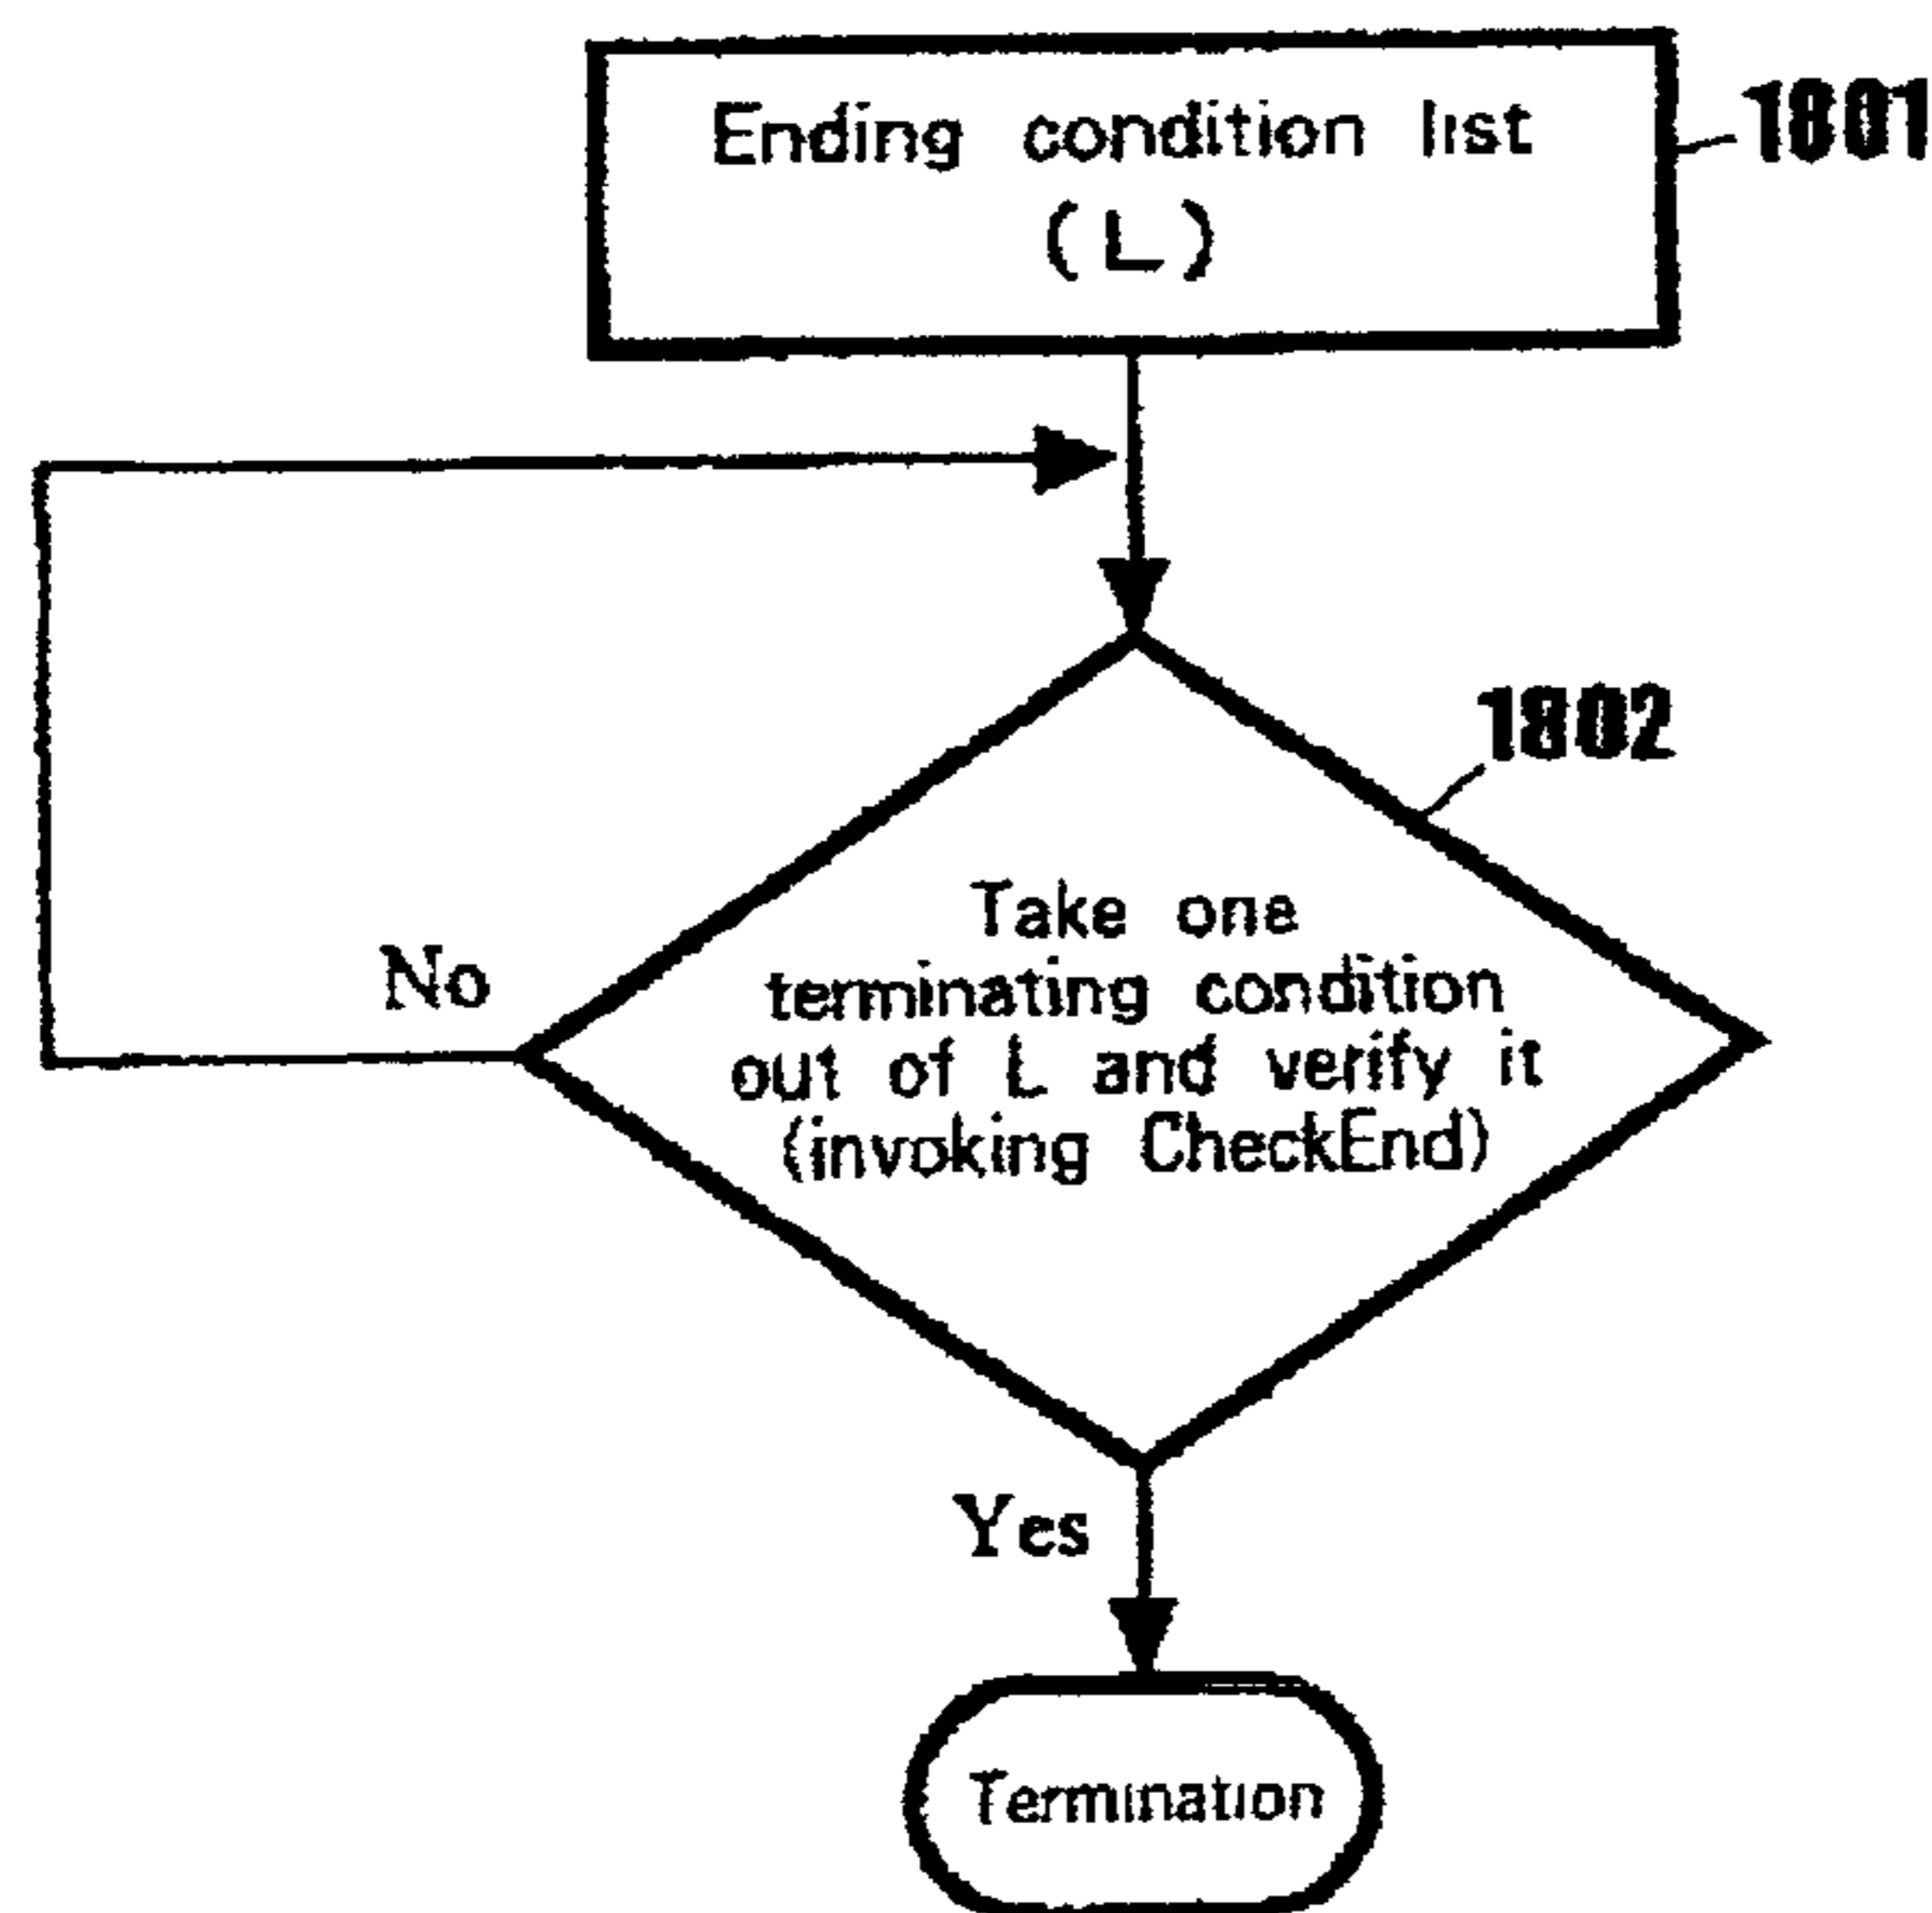 Ending condition list
(L)
1801
1802
Take one
terminating condition
out of L and verify it
(invoking CheckEnd)
No
Yes
Termination